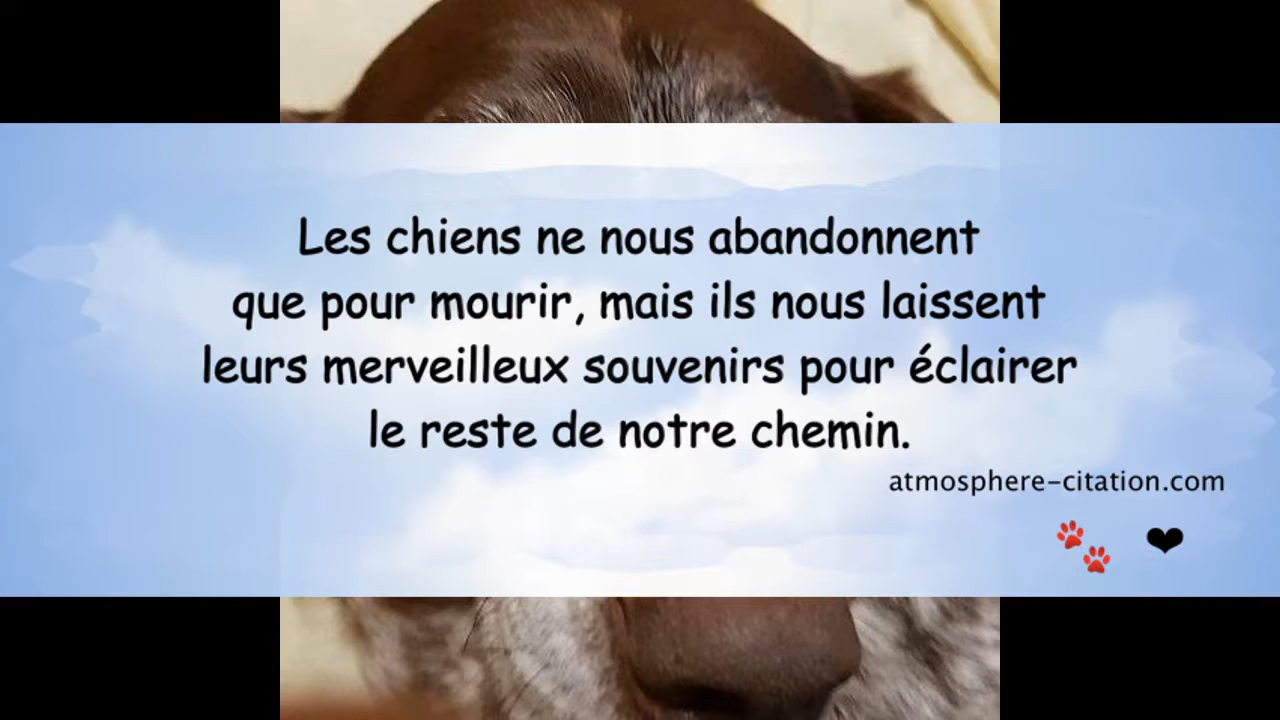 Les chiens ne nous abandonnent
que pour mourir, mais ils nous laissent
leurs merveilleux souvenirs pour éclairer
le reste de notre chemin.
atmosphere-citation.com